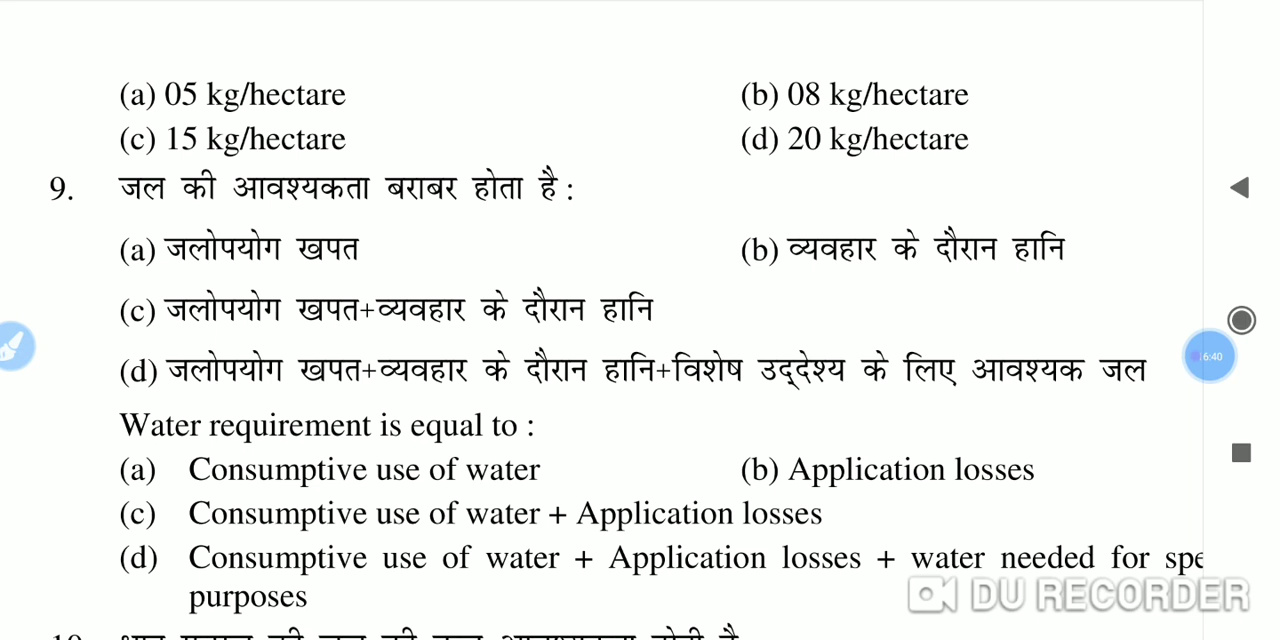 (a) 05 kg/hectare (b) 08 kg/hectare
(c) 15 kg/hectare (d) 20 kg/hectare
9. जल की आवश्यकता बराबर होता है :
(a) जलोपयोग खपत (b) व्यवहार के दौरान हानि
(c) जलोपयोग खपत+व्यवहार के दौरान हानि
(d) जलोपयोग खपत+व्यवहार के दौरान हानि+विशेष उद्देश्य के लिए आवश्यक जल
6:40
Water requirement is equal to :
(a) Consumptive use of water (b) Application losses
(c) Consumptive use of water + Application losses
(d) Consumptive use of water + Application losses + water needed for spe
purposes
DU RECORDER